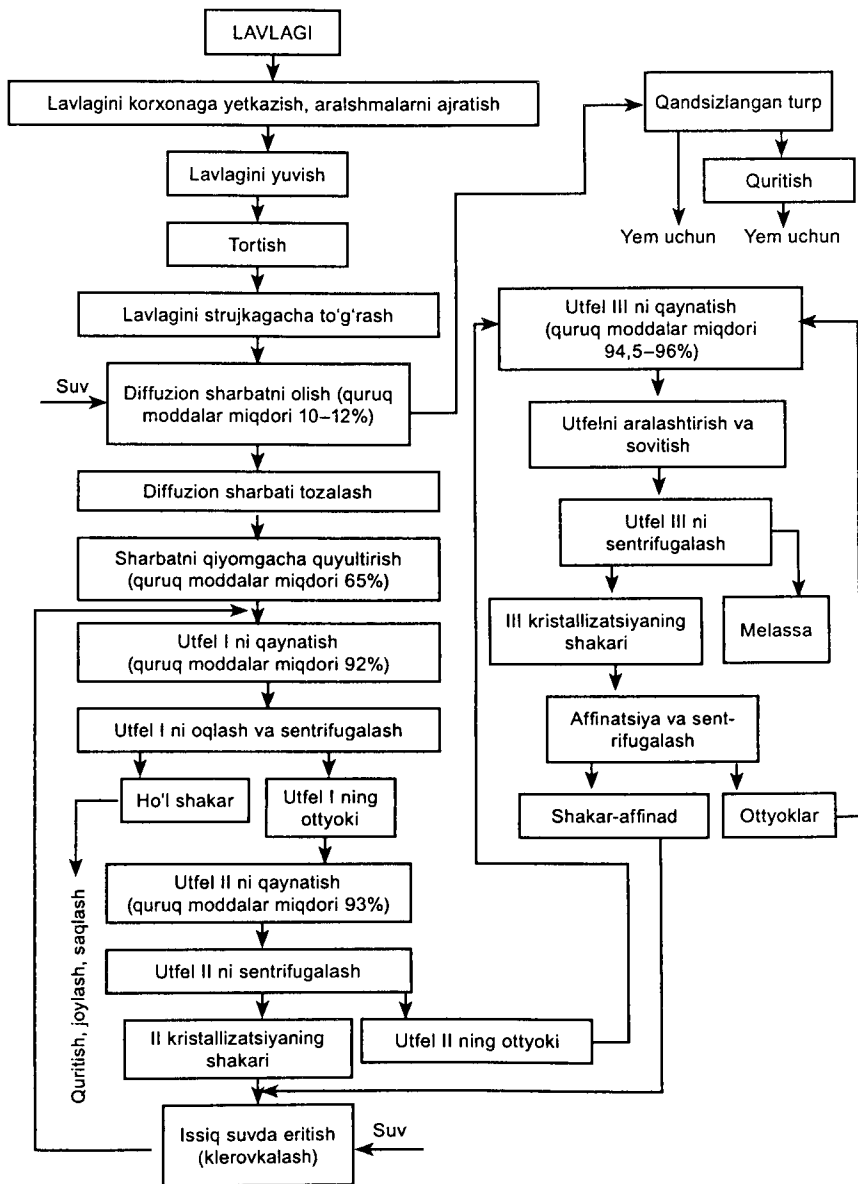 LAVLAGI
Lavlagini korxonaga yetkazish, aralshmalarni ajratish
Lavlagini yuvish
Tortish
Lavlagini strujkagacha to'g'rash
Suv
Diffuzion sharbatni olish (quruq
moddalar miqdori 10–12%)
Diffuzion sharbati tozalash
Sharbatni qiyomgacha quyultirish
(quruq moddalar miqdori 65%)
Utfel I ni qaynatish
(quruq moddalar miqdori 92%)
Utfel I ni oqlash va sentrifugalash
Ho'l shakar
Utfel I ning
ottyoki
Quritish, joylash, saqlash
Utfel II ni qaynatish
(quruq moddalar miqdori 93%)
Utfel II ni sentrifugalash
II kristallizatsiyaning
shakari
Utfel II ning ottyoki
Issiq suvda eritish
(klerovkalash)
Suv
Qandsizlangan turp
Quritish
Yem uchun
Yem uchun
Utfel III ni qaynatish
(quruq moddalar miqdori
94,5–96%)
Utfelni aralashtirish va
sovitish
Utfel III ni
sentrifugalash
III kristallizatsiyaning
shakari
Melassa
Affinatsiya va sent-
rifugalash
Shakar-affinad
Ottyoklar